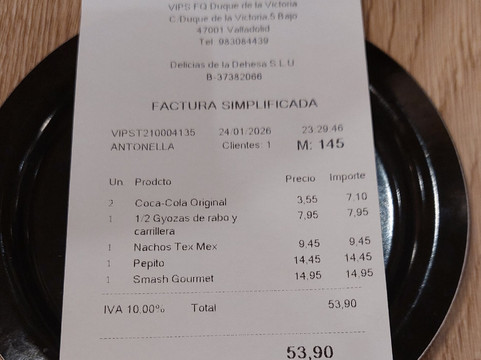 VIPS FQ Duque de la Victoria
C/Duque de la Victoria 5 Bajo
47001 Valladolid
Tel: 983084439
Delicias de la Dehesa S.L.U
B-37382066
FACTURA SIMPLIFICADA
VIPST210004135 24/01/2026 23:29:46
ANTONELLA Clientes: 1 M: 145
Un Prodcto Precio Importe
2 Coca-Cola Original 3,55 7,10
1 1/2 Gyozas de rabo y 7,95 7,95
carrillera
1 Nachos Tex Mex 9,45 9,45
1 Pepito 14,45 14,45
1 Smash Gourmet 14,95 14,95
IVA 10,00% Total 53,90
53,90